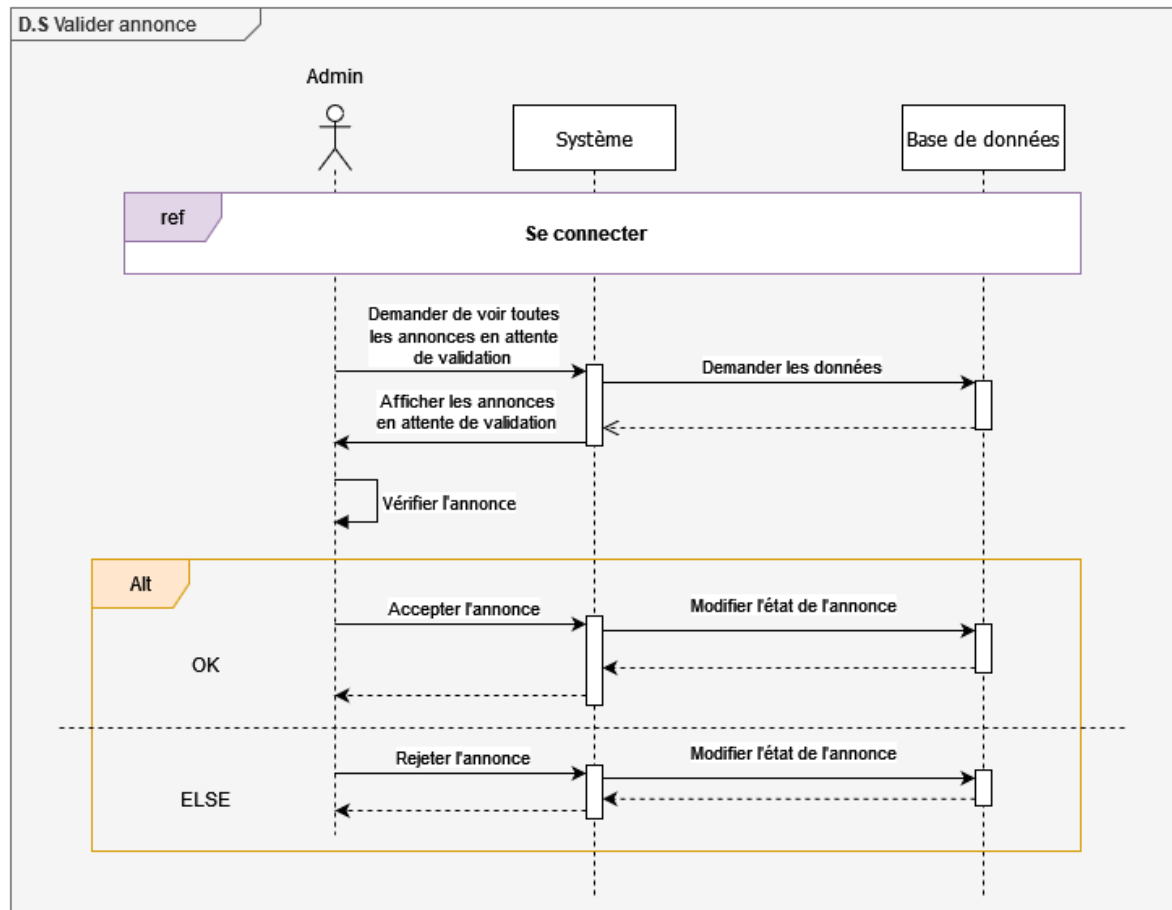 D.S Valider annonce
Admin
Système
Base de données
ref
Se connecter
Demander de voir toutes
les annonces en attente
de validation
Demander les données
Afficher les annonces
en attente de validation
Vérifier l'annonce
Alt
Accepter l'annonce
Modifier l'état de l'annonce
OK
Rejeter l'annonce
Modifier l'état de l'annonce
ELSE